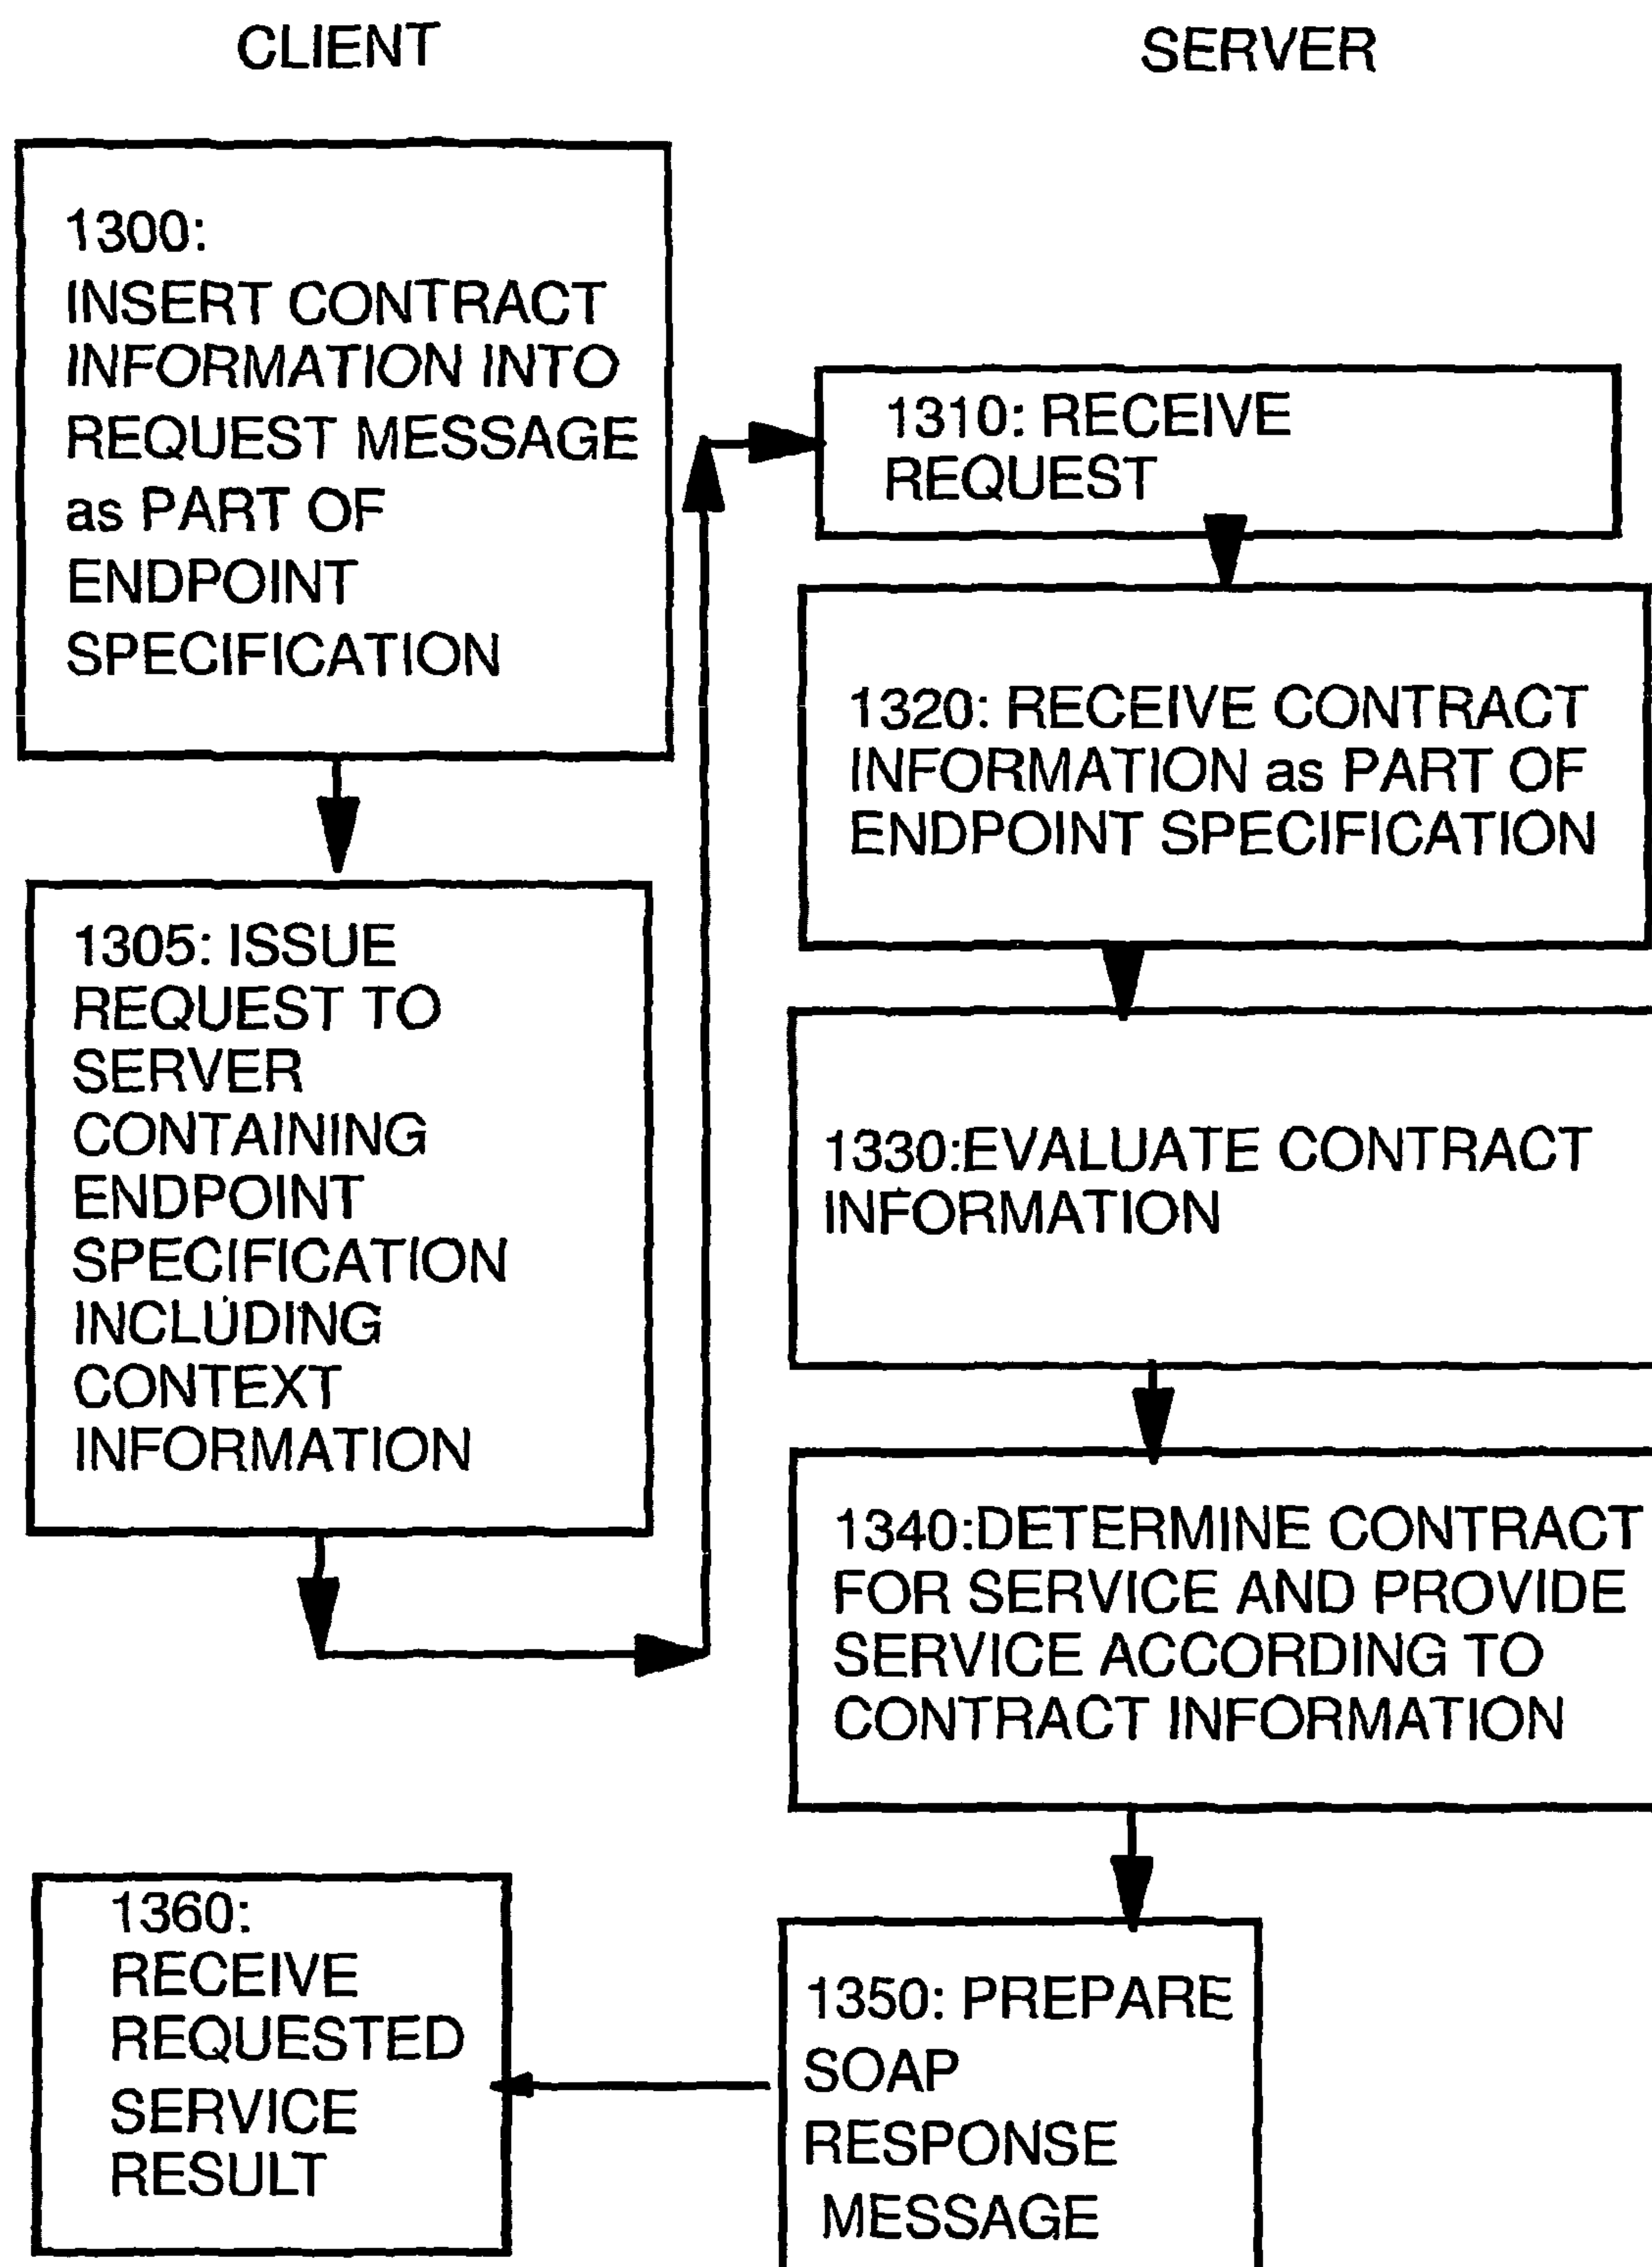 CLIENT
SERVER
1300:
INSERT CONTRACT
INFORMATION INTO
REQUEST MESSAGE
as PART OF
ENDPOINT
SPECIFICATION
1305: ISSUE
REQUEST TO
SERVER
CONTAINING
ENDPOINT
SPECIFICATION
INCLUDING
CONTEXT
INFORMATION
1310: RECEIVE
REQUEST
1320: RECEIVE CONTRACT
INFORMATION as PART OF
ENDPOINT SPECIFICATION
1330:EVALUATE CONTRACT
INFORMATION
1340:DETERMINE CONTRACT
FOR SERVICE AND PROVIDE
SERVICE ACCORDING TO
CONTRACT INFORMATION
1350: PREPARE
SOAP
RESPONSE
MESSAGE
1360:
RECEIVE
REQUESTED
SERVICE
RESULT